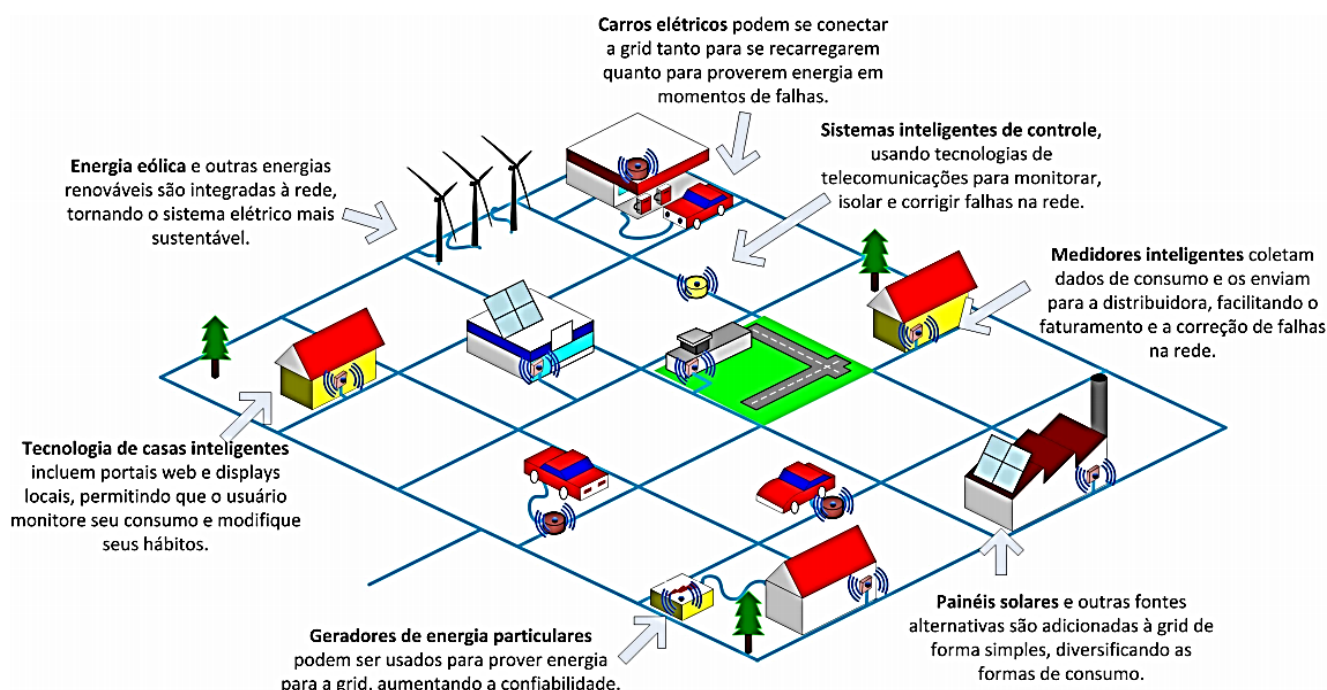 Carros elétricos podem se conectar
a grid tanto para se recarregarem
quanto para proverem energia em
momentos de falhas.
Sistemas inteligentes de controle,
usando tecnologias de
telecomunicações para monitorar,
isolar e corrigir falhas na rede.
Energia eólica e outras energias
renováveis são integradas à rede,
tornando o sistema elétrico mais
sustentável.
Medidores inteligentes coletam
dados de consumo e os enviam
para a distribuidora, facilitando o
faturamento e a correção de falhas
na rede.
Tecnologia de casas inteligentes
incluem portais web e displays
locais, permitindo que o usuário
monitore seu consumo e modifique
seus hábitos.
Geradores de energia particulares
podem ser usados para prover energia
para a grid, aumentando a confiabilidade.
Painéis solares e outras fontes
alternativas são adicionadas à grid de
forma simples, diversificando as
formas de consumo.